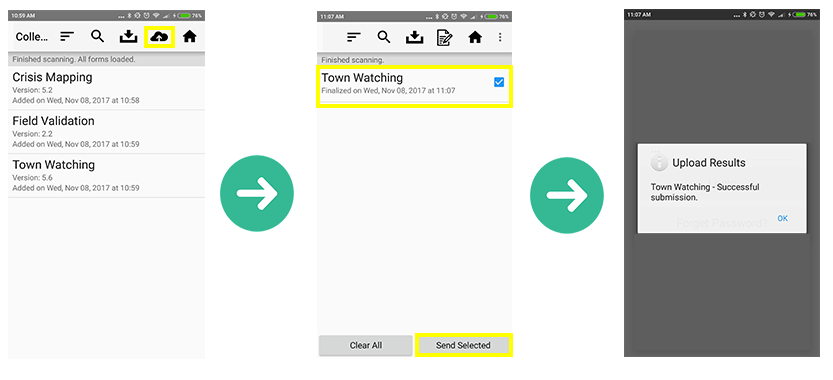 10:59 AM
76%
Colle...
Finished scanning. All forms loaded.
Crisis Mapping
Version: 5.2
Added on Wed, Nov 08, 2017 at 10:58
Field Validation
Version: 2.2
Added on Wed, Nov 08, 2017 at 10:59
Town Watching
Version: 5.6
Added on Wed, Nov 08, 2017 at 10:59
11:07 AM
76%
Finished scanning.
Town Watching
Finalized on Wed, Nov 08, 2017 at 11:07
Clear All
Send Selected
11:07 AM
76%
Upload Results
Town Watching - Successful
submission.
Forgot Password?
OK